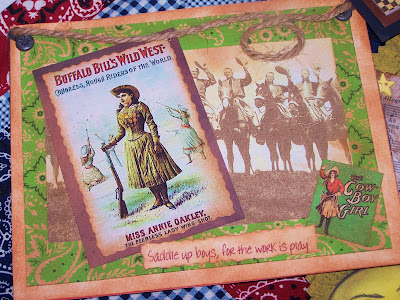 BUFFALO BILL'S WILD WEST.
CONGRESS, ROUGH RIDERS OF THE WORLD.
MISS ANNIE OAKLEY,
THE PEERLESS LADY WING-SHOT.
THE
COW
BOY
GIRL
Saddle up boys, for the work is play